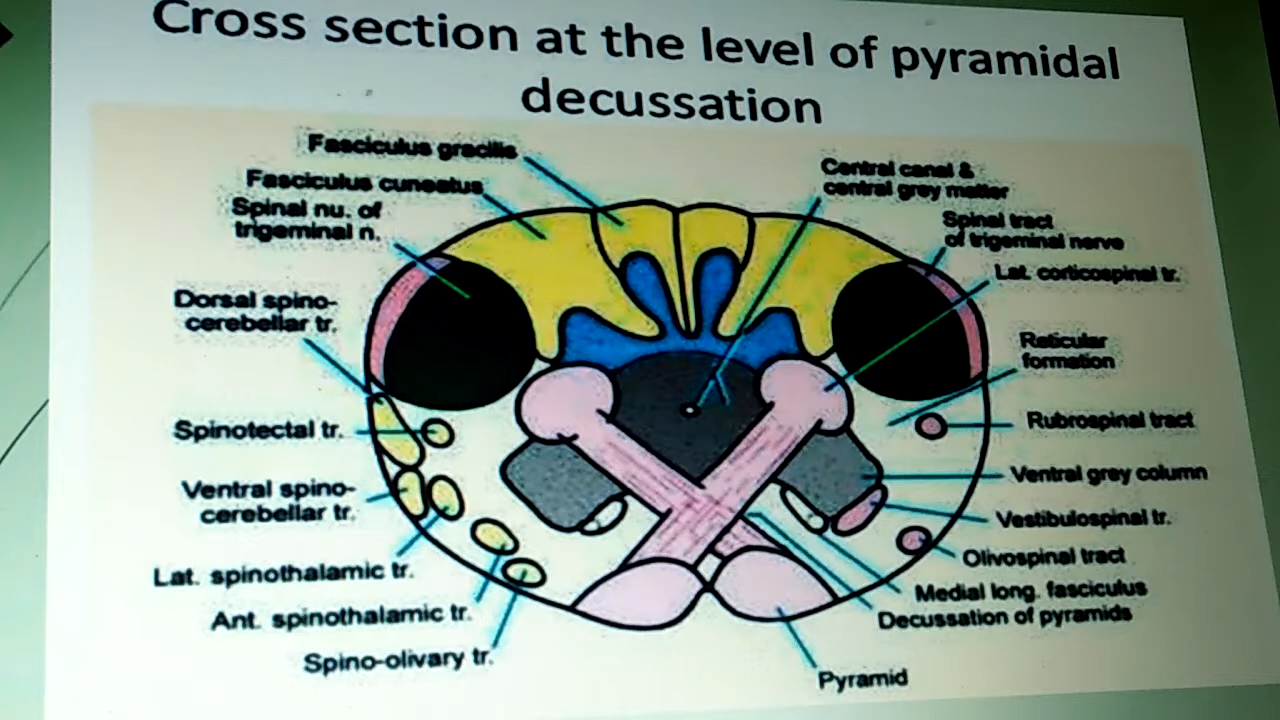 Cross section at the level of pyramidal
decussation
Fasciculus gracilis
Fasciculus cuneatus
Spinal nu. of
trigeminal n.
Dorsal spino-
cerebellar tr.
Spinotectal tr.
Ventral spino-
cerebellar tr.
Lat. spinothalamic tr.
Ant. spinothalamic tr.
Spino-olivary tr.
Central canal &
central grey matter
Spinal tract
of trigeminal nerve
Lat. corticospinal tr.
Reticular
formation
Rubrospinal tract
Ventral grey column
Vestibulospinal tr.
Olivospinal tract
Medial long. fasciculus
Decussation of pyramids
Pyramid